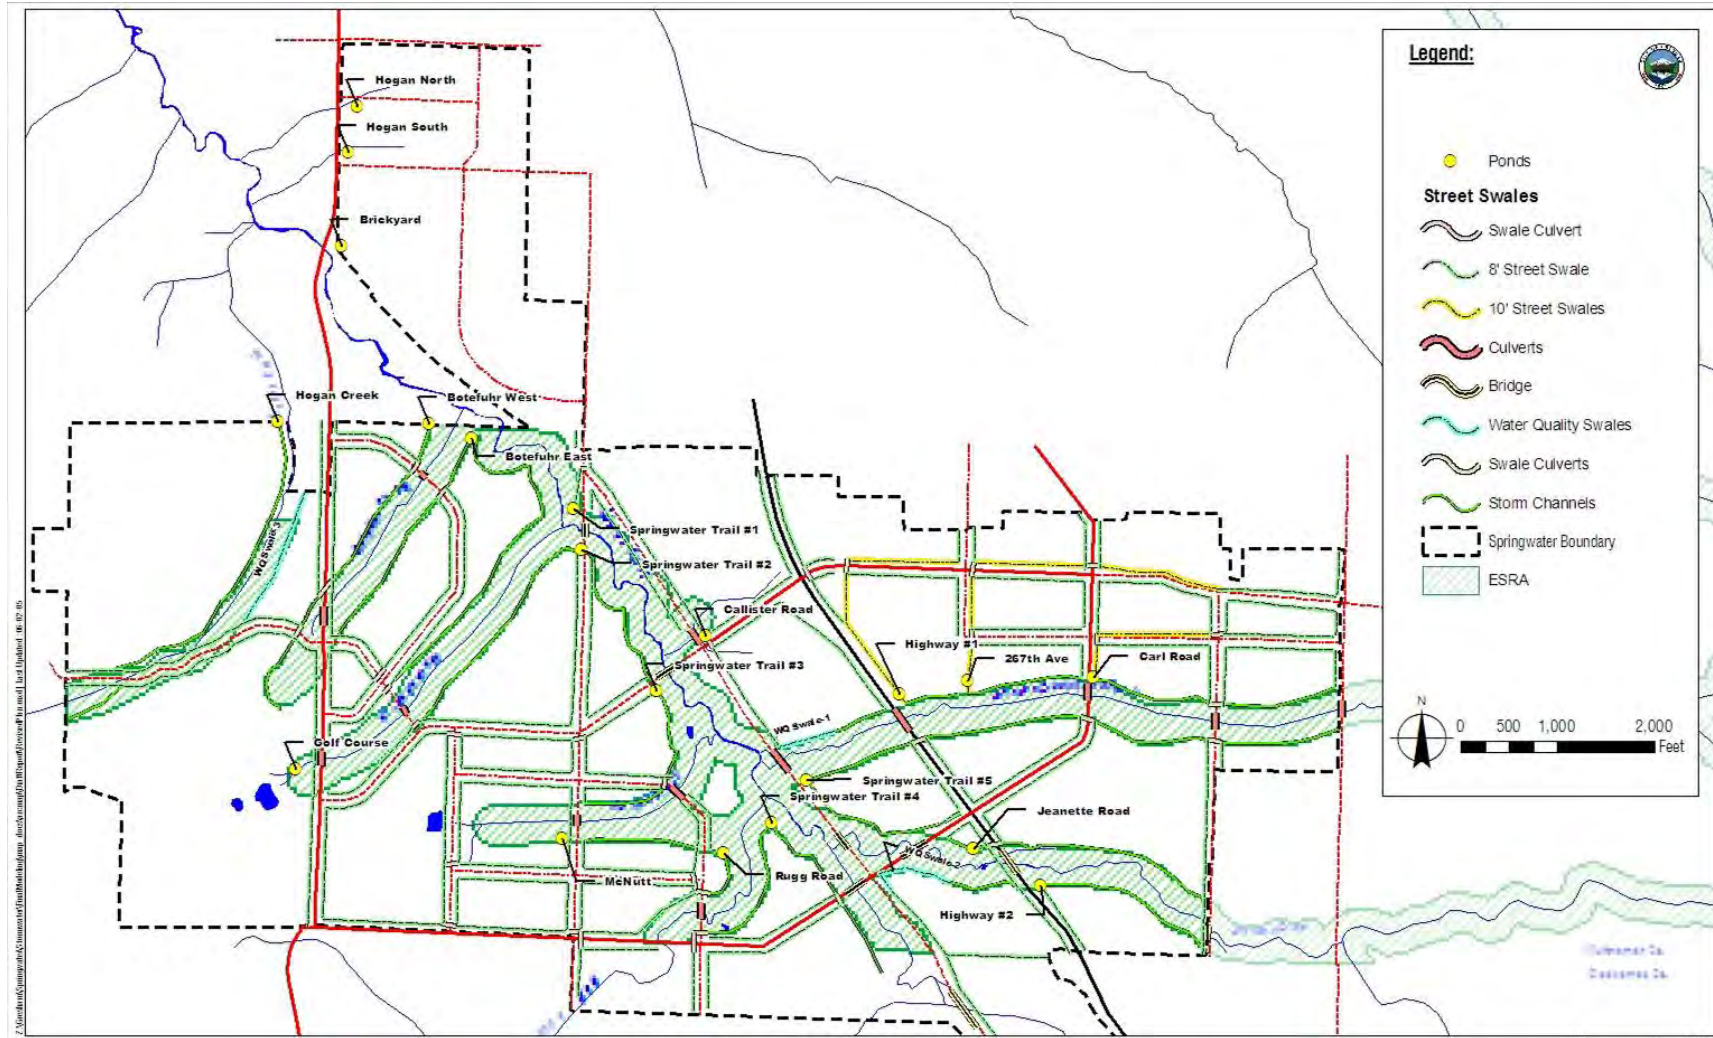 Legend:
Ponds
Street Swales
Swale Culvert
8' Street Swale
10' Street Swales
Culverts
Bridge
Water Quality Swales
Swale Culverts
Storm Channels
Springwater Boundary
ESRA
N
0 500 1,000 2,000
Feet
Hogan North
Hogan South
Brickyard
Hogan Creek
Botefuhr West
Botefuhr East
WQ Swale-3
Springwater Trail #1
Springwater Trail #2
Callister Road
Springwater Trail #3
Highway #1
267th Ave
Carl Road
WQ Swale-1
Golf Course
Springwater Trail #5
Springwater Trail #4
Jeanette Road
WQ Swale-2
McNutt
Rugg Road
Highway #2